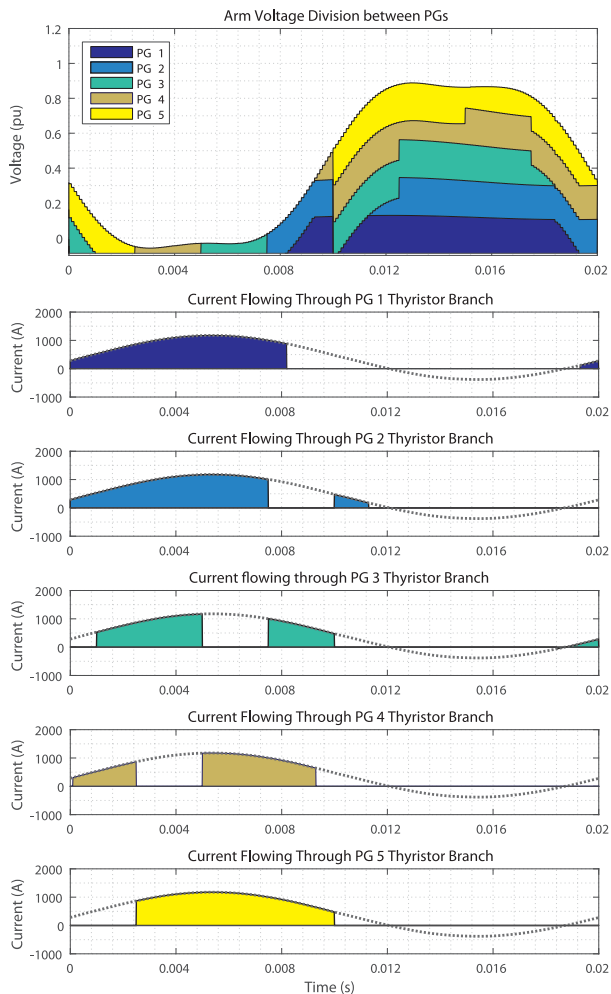 Arm Voltage Division between PGs
Voltage (pu)
1.2
1
0.8
0.6
0.4
0.2
0
PG 1
PG 2
PG 3
PG 4
PG 5
0 0.004 0.008 0.012 0.016 0.02
Current Flowing Through PG 1 Thyristor Branch
Current (A)
2000
1000
0
-1000
0 0.004 0.008 0.012 0.016 0.02
Current Flowing Through PG 2 Thyristor Branch
Current (A)
2000
1000
0
-1000
0 0.004 0.008 0.012 0.016 0.02
Current flowing through PG 3 Thyristor Branch
Current (A)
2000
1000
0
-1000
0 0.004 0.008 0.012 0.016 0.02
Current Flowing Through PG 4 Thyristor Branch
Current (A)
2000
1000
0
-1000
0 0.004 0.008 0.012 0.016 0.02
Current Flowing Through PG 5 Thyristor Branch
Current (A)
2000
1000
0
-1000
0 0.004 0.008 0.012 0.016 0.02
Time (s)